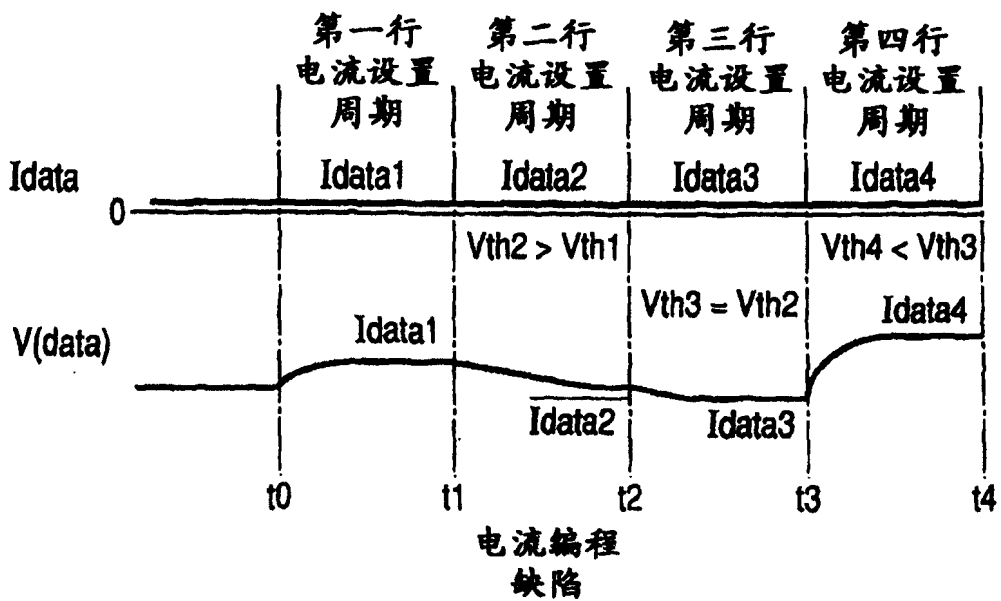 第一行
电流设置
周期
第二行
电流设置
周期
第三行
电流设置
周期
第四行
电流设置
周期
Idata
Idata1
Idata2
Idata3
Idata4
0
Vth2 > Vth1
Vth4 < Vth3
Vth3 = Vth2
V(data)
Idata1
Idata4
Idata2
Idata3
t0
t1
t2
t3
t4
电流编程
缺陷